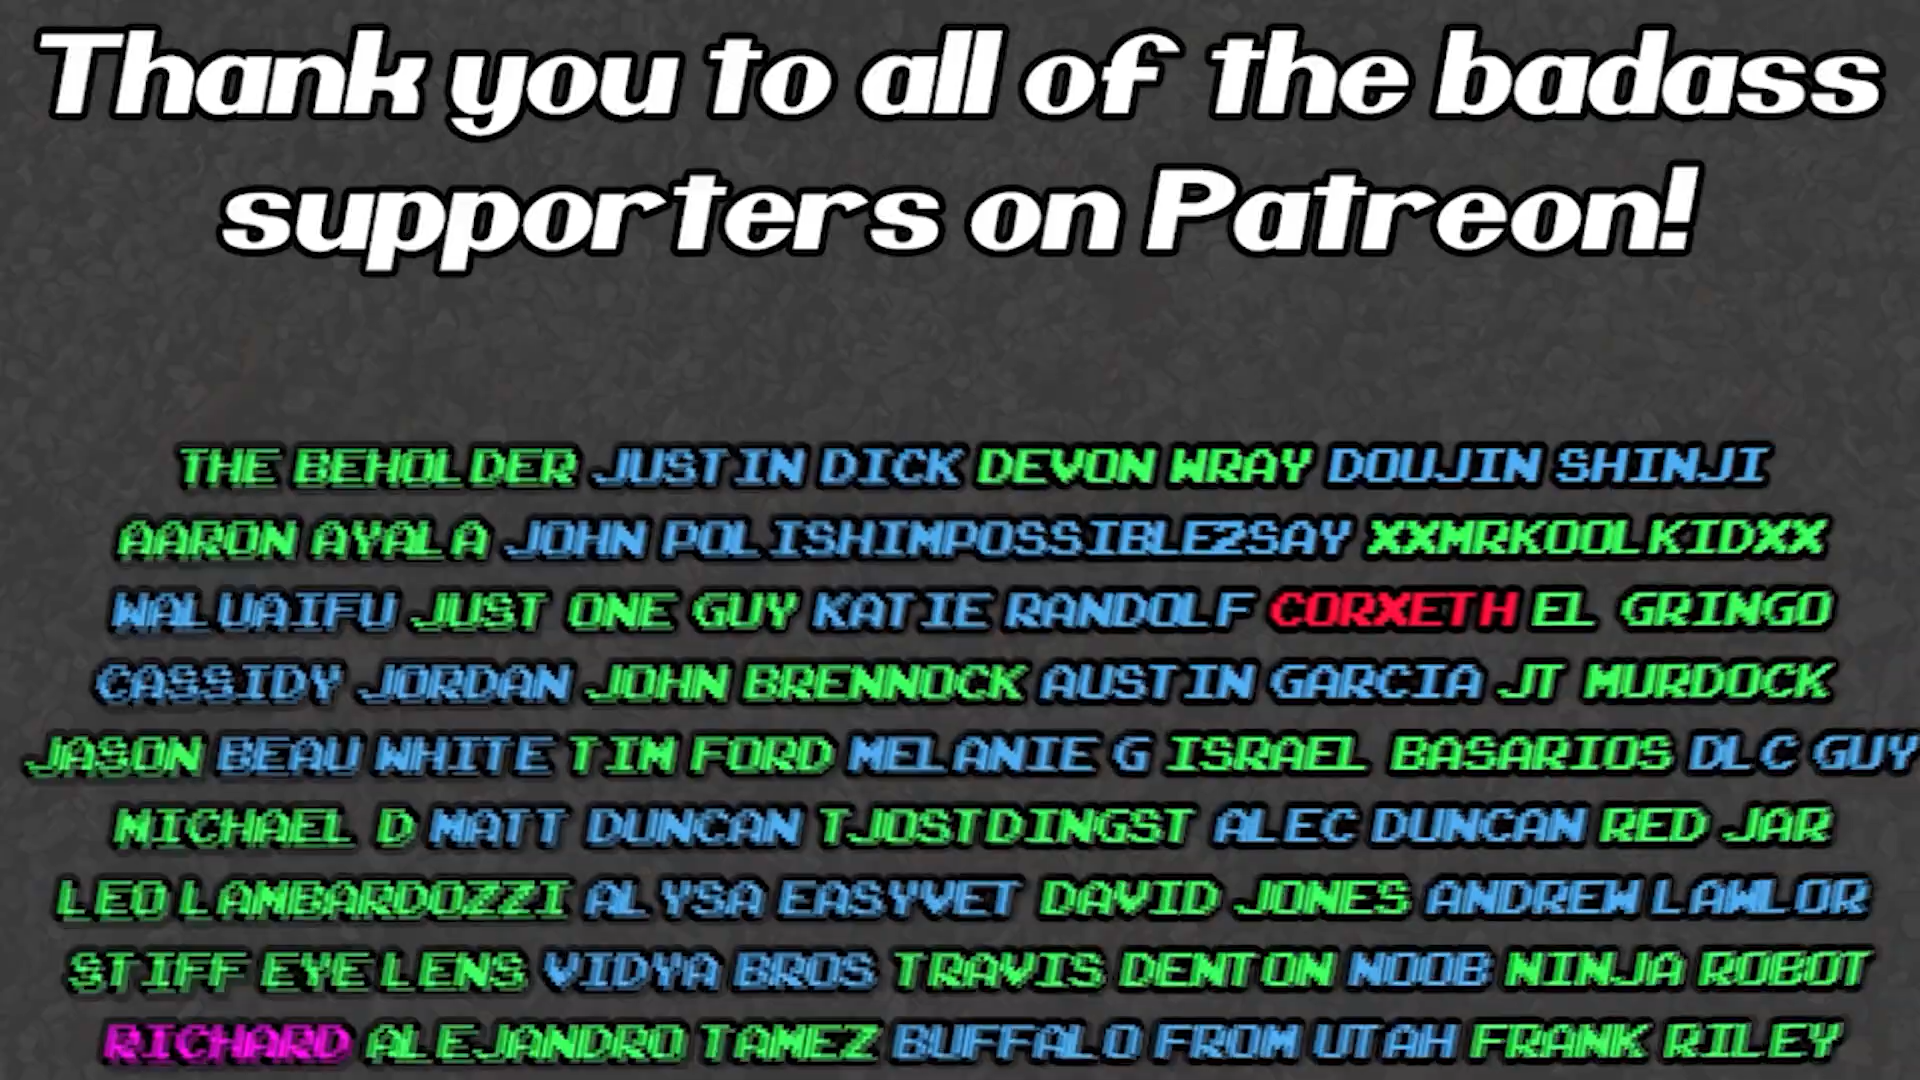 Thank you to all of the badass
supporters on Patreon!
THE BEHOLDER JUSTIN DICK DEVON WRAY DOUJIN SHINJI
AARON AYALA JOHN POLISHIMPOSSIBLE2SAY XXMRKOOLKIDXX
WALUAIFU JUST ONE GUY KATIE RANDOLF CORXETH EL GRINGO
CASSIDY JORDAN JOHN BRENNOCK AUSTIN GARCIA JT MURDOCK
JASON BEAU WHITE TIM FORD MELANIE G ISRAEL BASARIOS DLC GUY
MICHAEL D MATT DUNCAN TJOSTDINGST ALEC DUNCAN RED JAR
LEO LAMBARDOZZI ALYSA EASYVET DAVID JONES ANDREW LAWLOR
STIFF EYE LENS VIDYA BROS TRAVIS DENTON NOOB NINJA ROBOT
RICHARD ALEJANDRO TAMEZ BUFFALO FROM UTAH FRANK RILEY